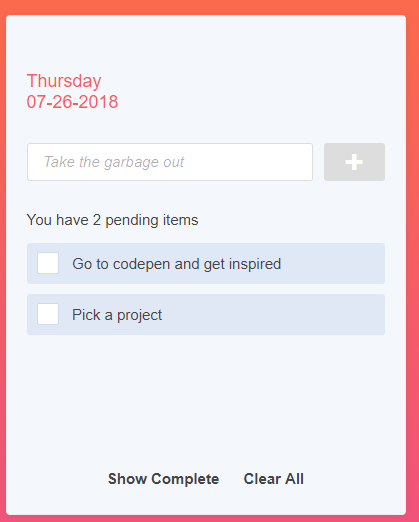 Thursday
07-26-2018
Take the garbage out
You have 2 pending items
Go to codepen and get inspired
Pick a project
Show Complete Clear All